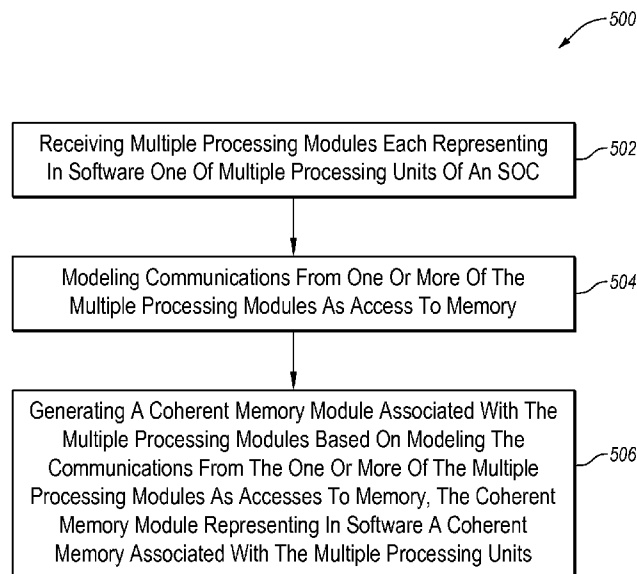 500
Receiving Multiple Processing Modules Each Representing
In Software One Of Multiple Processing Units Of An SOC
502
Modeling Communications From One Or More Of The
Multiple Processing Modules As Access To Memory
504
Generating A Coherent Memory Module Associated With The
Multiple Processing Modules Based On Modeling The
Communications From The One Or More Of The Multiple
Processing Modules As Accesses To Memory, The Coherent
Memory Module Representing In Software A Coherent
Memory Associated With The Multiple Processing Units
506